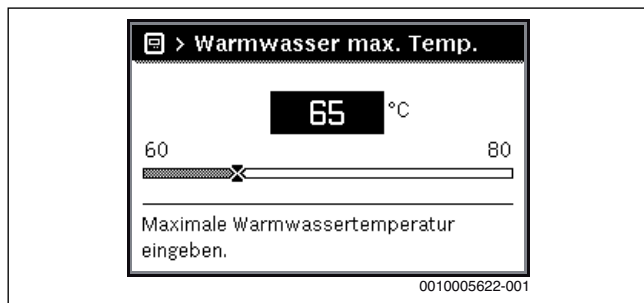 > Warmwasser max. Temp.
65 °C
60 80
Maximale Warmwassertemperatur
eingeben.
0010005622-001